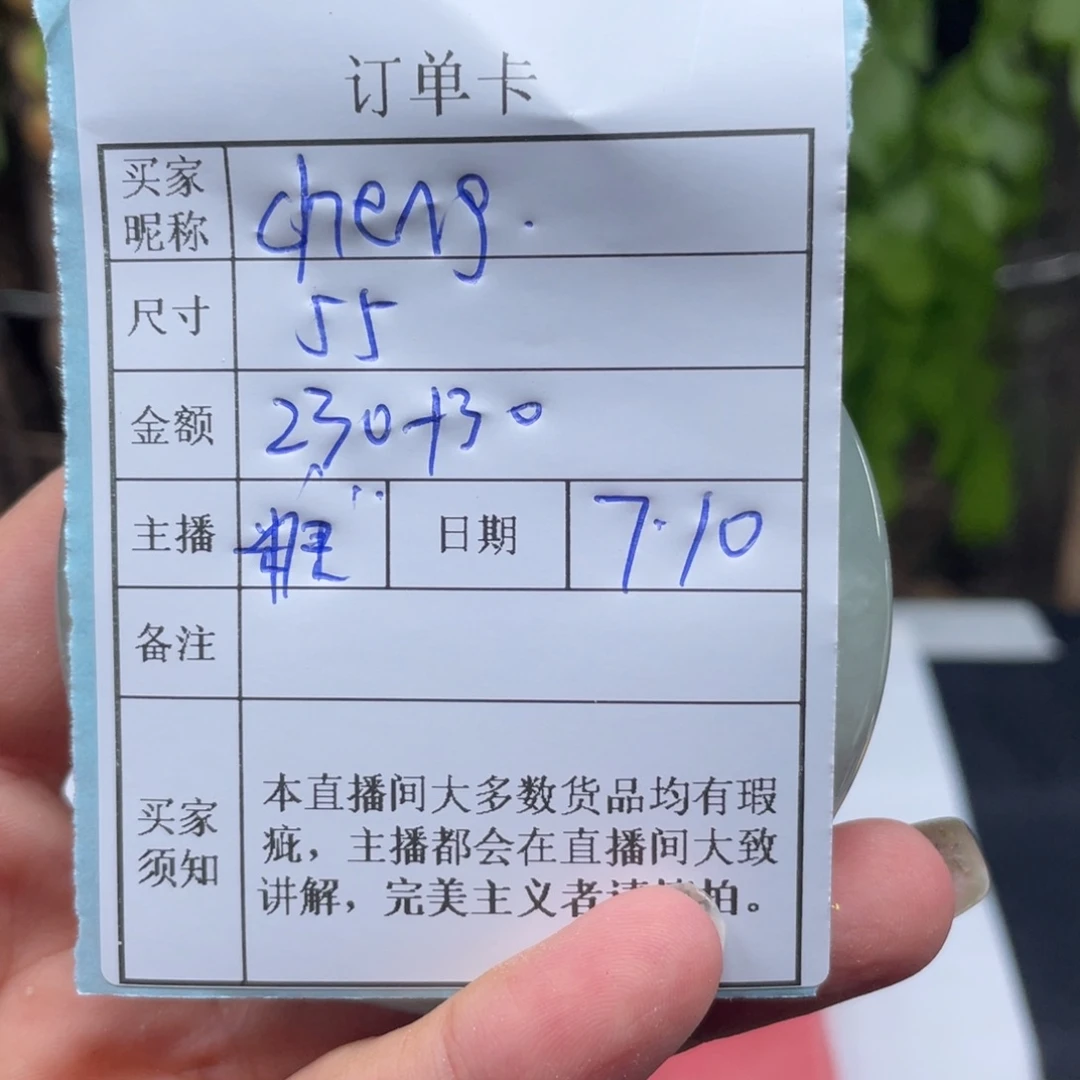 订单卡
买家昵称 cheng.
尺寸 55
金额 230+30
主播 日期 7.10
备注
买家须知
本直播间大多数货品均有瑕
疵，主播都会在直播间大致
讲解，完美主义者请 拍。